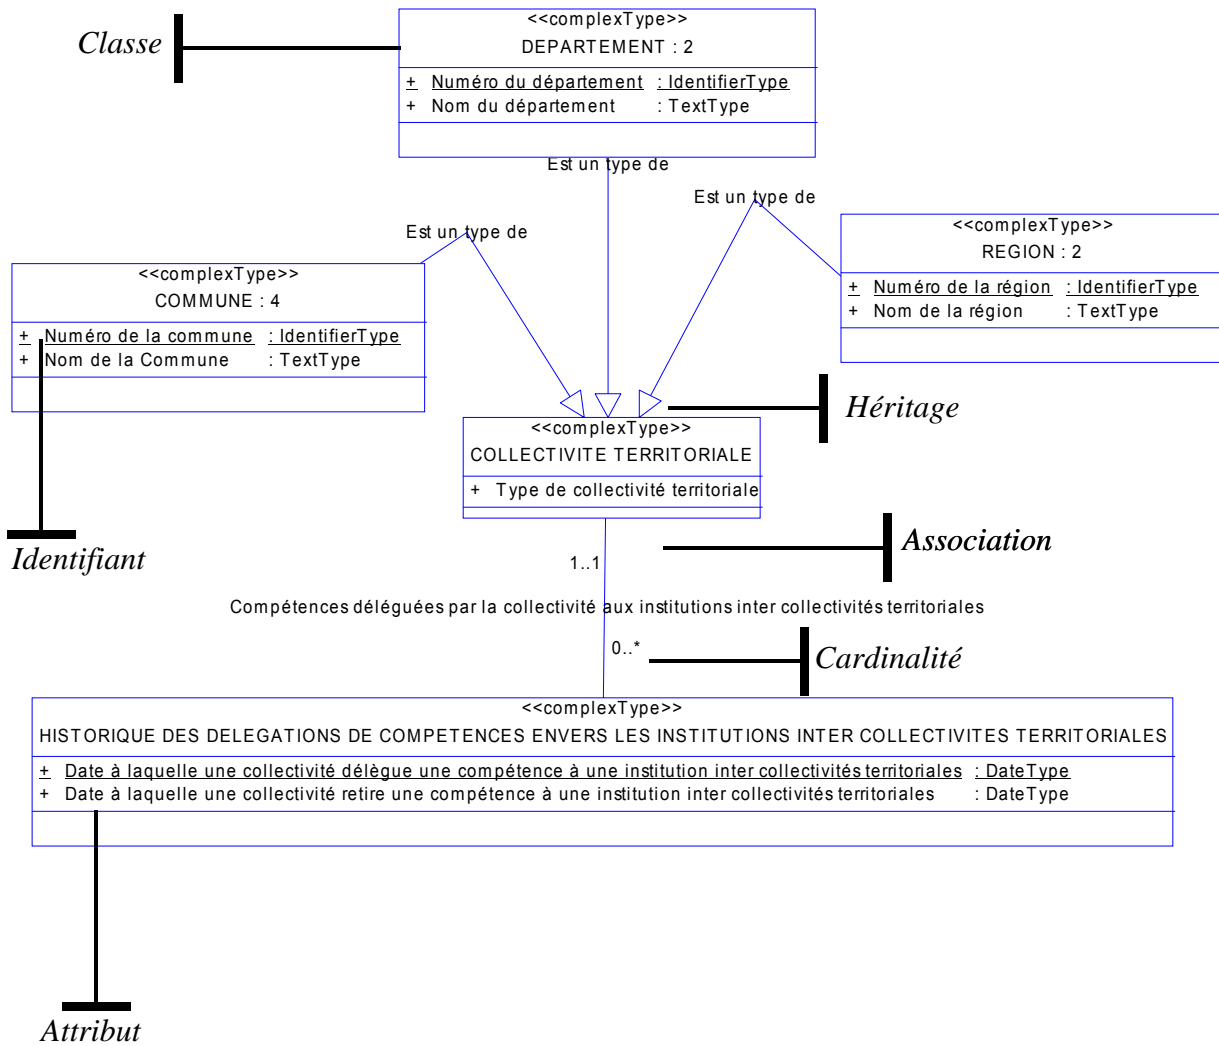 Classe
<<complexType>>
DEPARTEMENT : 2
+ Numéro du département : IdentifierType
+ Nom du département : TextType
Est un type de
Est un type de
Est un type de
<<complexType>>
REGION : 2
+ Numéro de la région : IdentifierType
+ Nom de la région : TextType
<<complexType>>
COMMUNE : 4
+ Numéro de la commune : IdentifierType
+ Nom de la Commune : TextType
Héritage
<<complexType>>
COLLECTIVITE TERRITORIALE
+ Type de collectivité territoriale
Identifiant
Association
1..1
Compétences déléguées par la collectivité aux institutions inter collectivités territoriales
0..*
Cardinalité
<<complexType>>
HISTORIQUE DES DELEGATIONS DE COMPETENCES ENVERS LES INSTITUTIONS INTER COLLECTIVITES TERRITORIALES
+ Date à laquelle une collectivité délègue une compétence à une institution inter collectivités territoriales : DateType
+ Date à laquelle une collectivité retire une compétence à une institution inter collectivités territoriales : DateType
Attribut